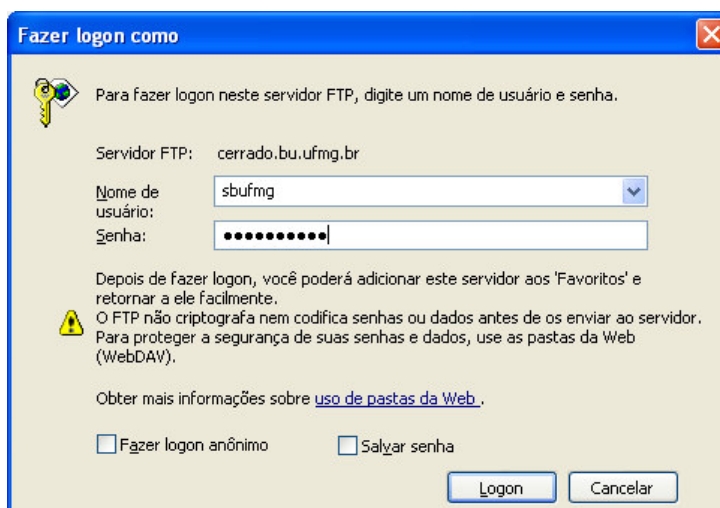 Fazer logon como
Para fazer logon neste servidor FTP, digite um nome de usuário e senha.
Servidor FTP: cerrado.bu.ufmg.br
Nome de usuário: sbufmg
Senha: ●●●●●●●●●●
Depois de fazer logon, você poderá adicionar este servidor aos 'Favoritos' e
retornar a ele facilmente.
O FTP não criptografa nem codifica senhas ou dados antes de os enviar ao servidor.
Para proteger a segurança de suas senhas e dados, use as pastas da Web
(WebDAV).
Obter mais informações sobre uso de pastas da Web .
Fazer logon anônimo Salvar senha
Logon Cancelar